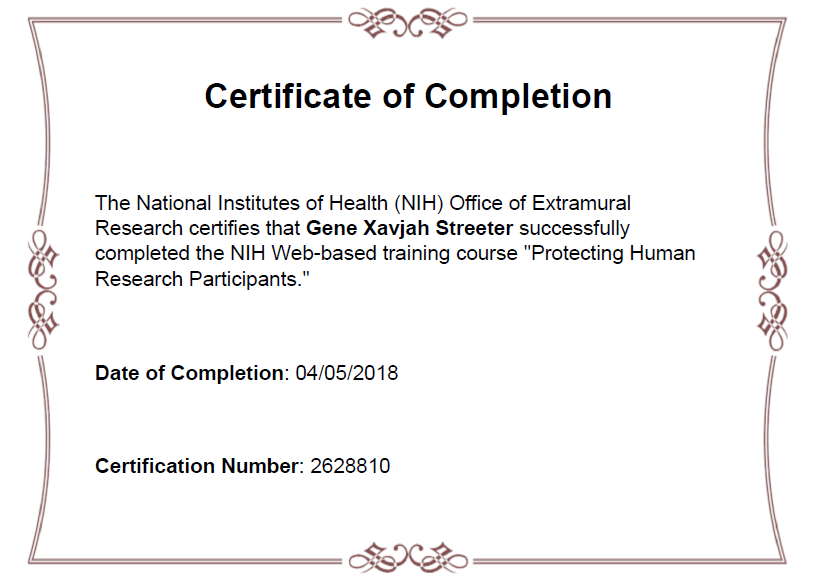 Certificate of Completion
The National Institutes of Health (NIH) Office of Extramural
Research certifies that Gene Xavjah Streeter successfully
completed the NIH Web-based training course "Protecting Human
Research Participants."
Date of Completion: 04/05/2018
Certification Number: 2628810